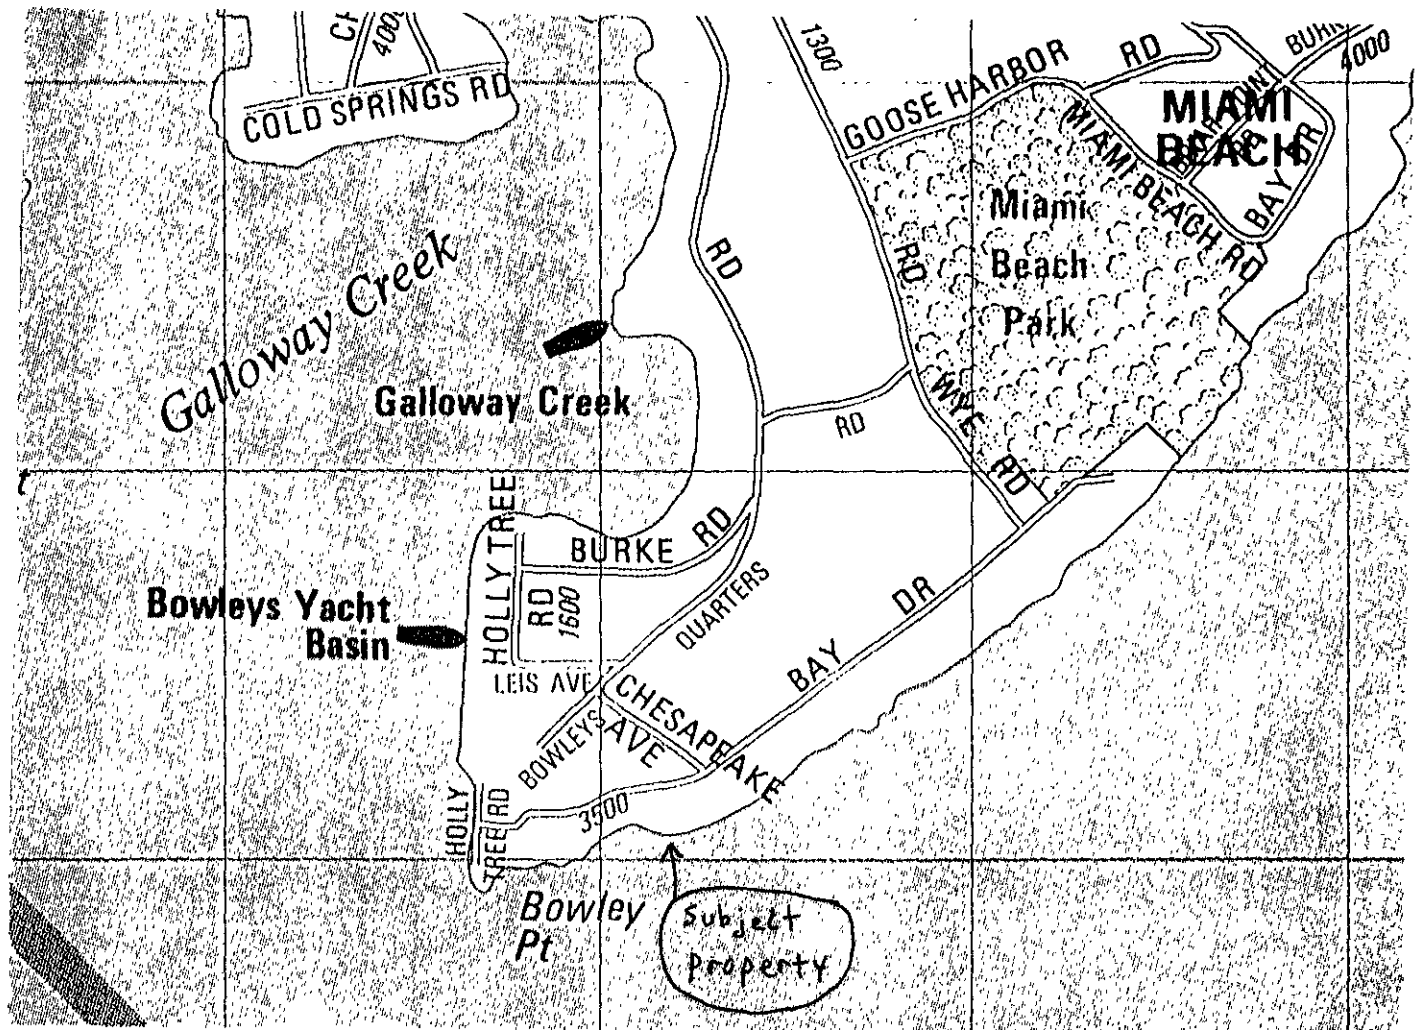 CH
4000
COLD SPRINGS RD
1300
GOOSE HARBOR RD
BURK
4000
MIAMI
BEACH
MIAMI BEACH RD
BAY DR
Miami
Beach
Park
RD
RD
Galloway Creek
Galloway Creek
RD
WYE RD
t
HOLLY TREE
RD
1600
BURKE RD
Bowleys Yacht
Basin
QUARTERS
BAY DR
LEIS AVE
CHESAPEAKE
AVE
BOWLEYS
HOLLY
TREE RD
3500
Bowley
Pt
Subject
Property